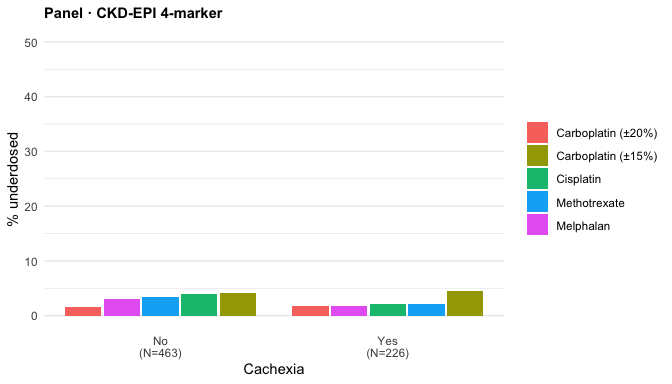 Panel · CKD-EPI 4-marker
% underdosed
50
40
30
20
10
0
No
(N=463)
Yes
(N=226)
Cachexia
Carboplatin (±20%)
Carboplatin (±15%)
Cisplatin
Methotrexate
Melphalan